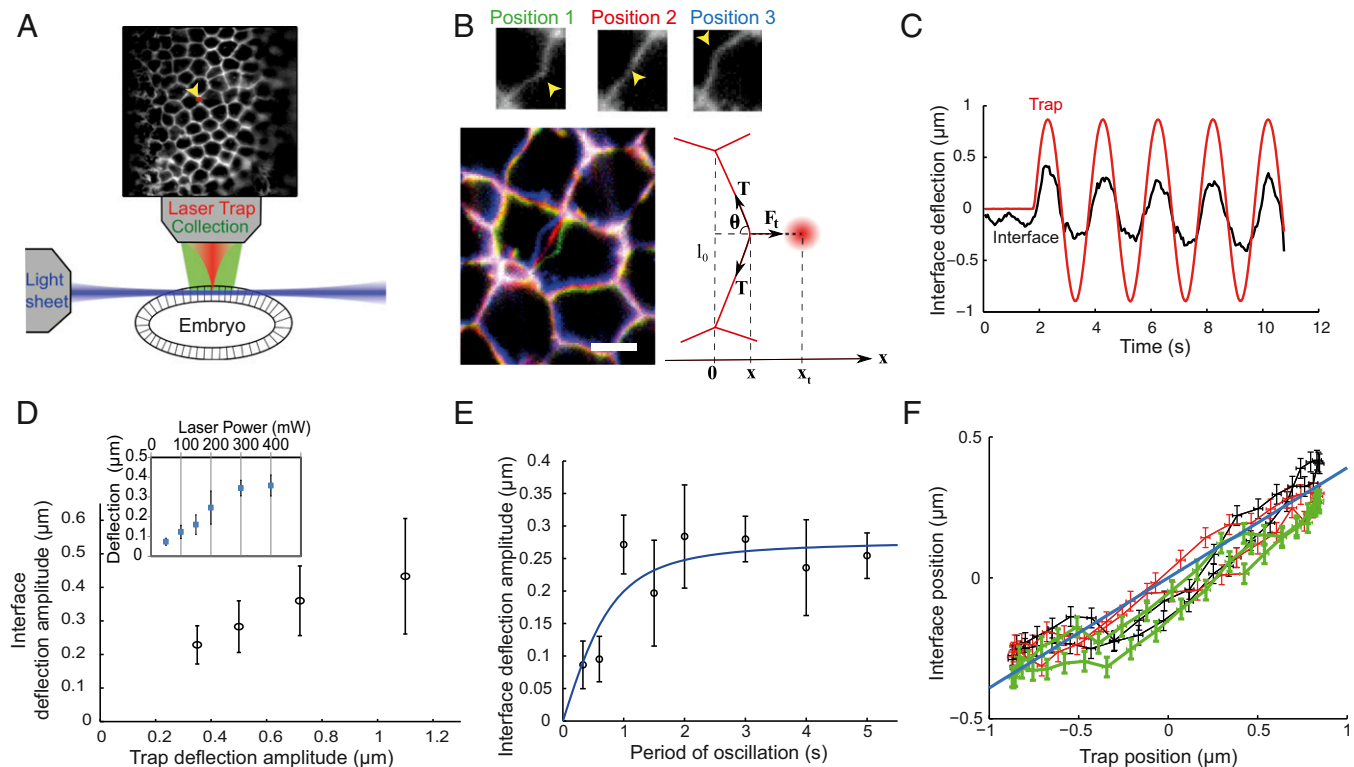 A
Laser Trap
Collection
Light
sheet
Embryo
B
Position 1
Position 2
Position 3
T
θ
F_t
l_0
T
0
x
x_t
x
C
Interface deflection (µm)
1
0.5
0
−0.5
−1
Trap
Interface
0
2
4
6
8
10
12
Time (s)
D
Laser Power (mW)
0
100
200
300
400
Deflection (µm)
0.5
0.4
0.3
0.2
0.1
0
Interface
deflection amplitude (µm)
0.6
0.5
0.4
0.3
0.2
0.1
0
0
0.2
0.4
0.6
0.8
1
1.2
Trap deflection amplitude (µm)
E
Interface deflection amplitude (µm)
0.4
0.35
0.3
0.25
0.2
0.15
0.1
0.05
0
0
1
2
3
4
5
Period of oscillation (s)
F
Interface position (µm)
0.5
0
−0.5
−1
−0.5
0
0.5
1
Trap position (µm)